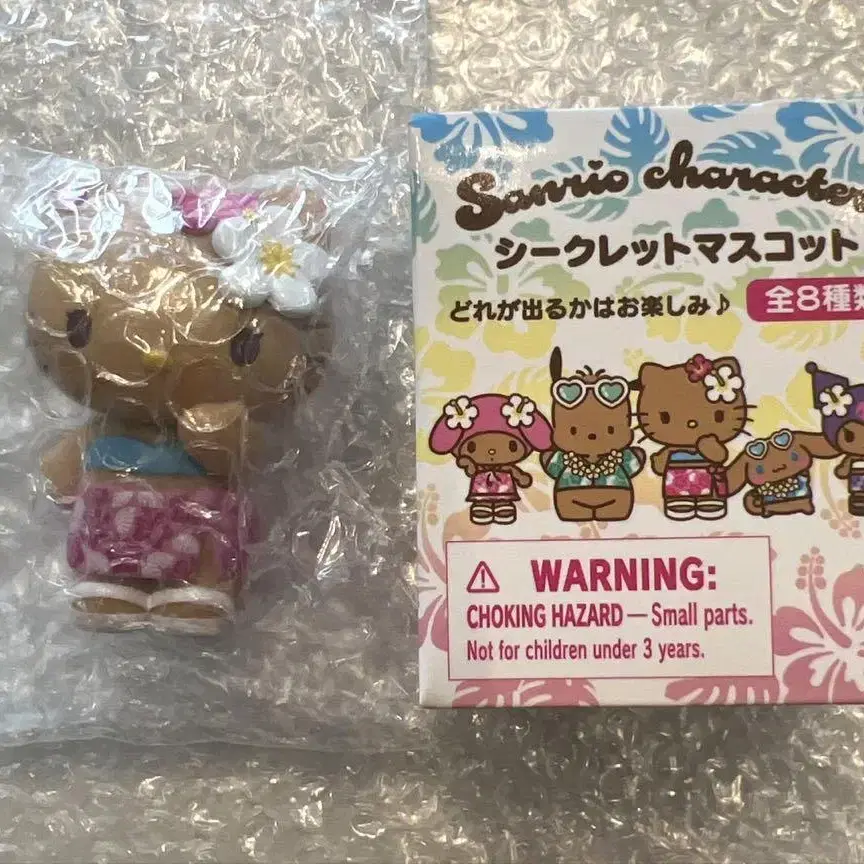 Sanrio character
シークレットマスコット
どれが出るかはお楽しみ♪
全8種類
⚠ WARNING:
CHOKING HAZARD — Small parts.
Not for children under 3 years.